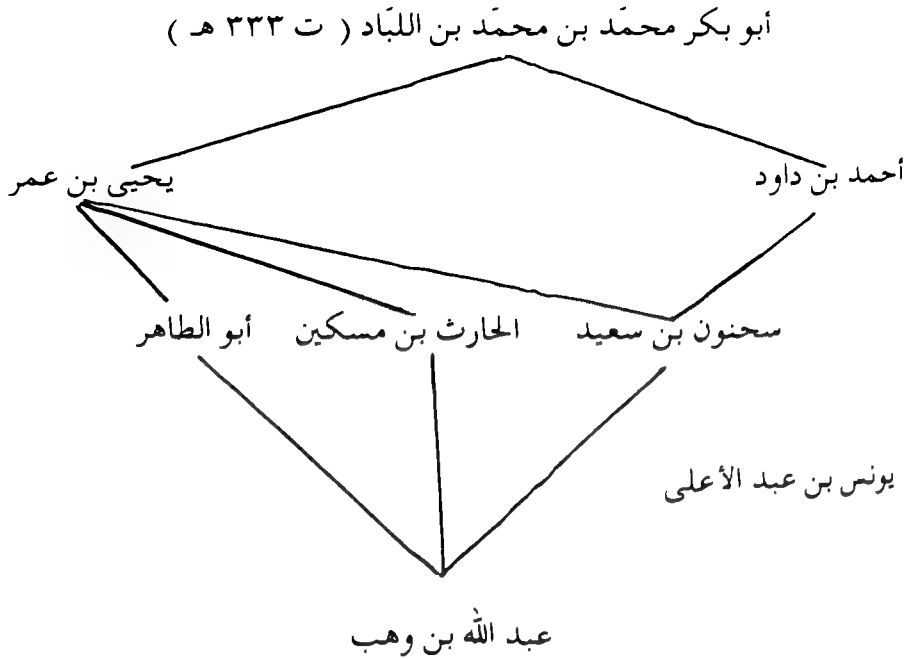 أبو بكر محمّد بن محمّد بن اللبّاد ( ت ٣٣٣ هـ )
أحمد بن داود
يحيى بن عمر
سحنون بن سعيد
الحارث بن مسكين
أبو الطاهر
يونس بن عبد الأعلى
عبد الله بن وهب